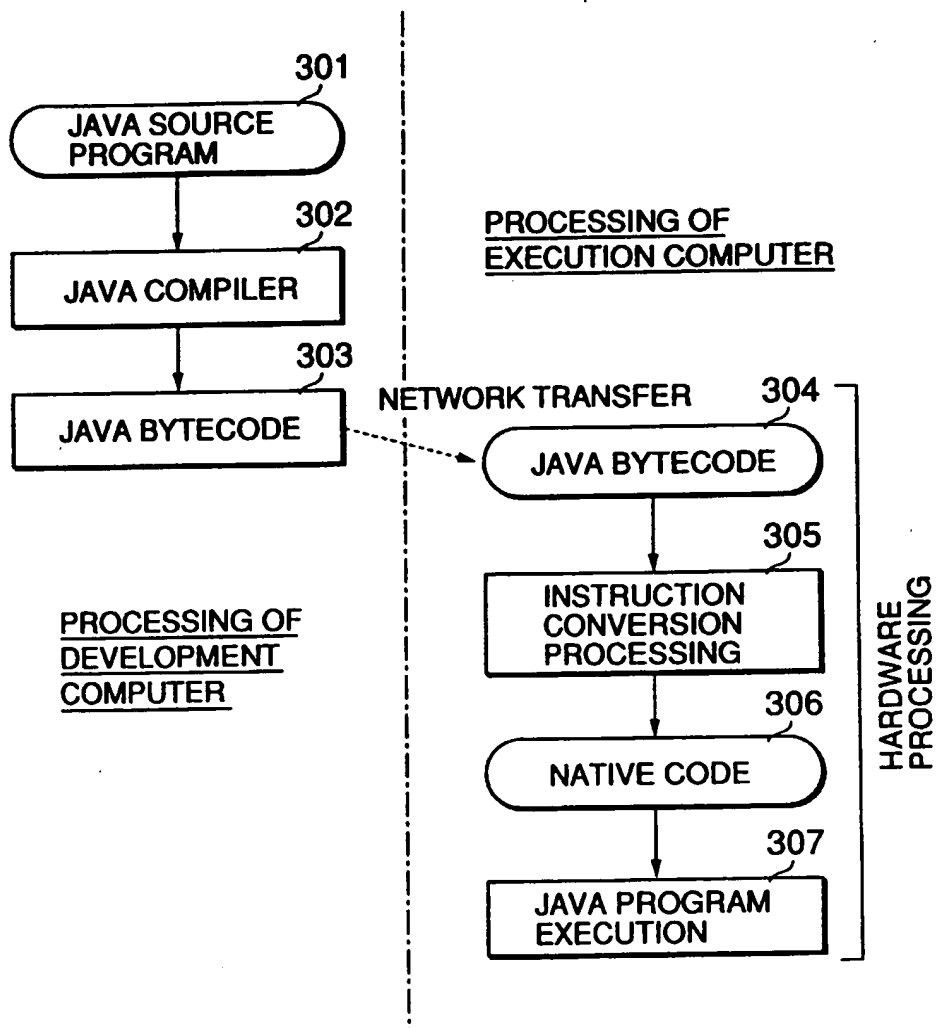 301
JAVA SOURCE
PROGRAM
302
JAVA COMPILER
303
JAVA BYTECODE
PROCESSING OF
DEVELOPMENT
COMPUTER
NETWORK TRANSFER
PROCESSING OF
EXECUTION COMPUTER
304
JAVA BYTECODE
305
INSTRUCTION
CONVERSION
PROCESSING
306
NATIVE CODE
307
JAVA PROGRAM
EXECUTION
HARDWARE
PROCESSING